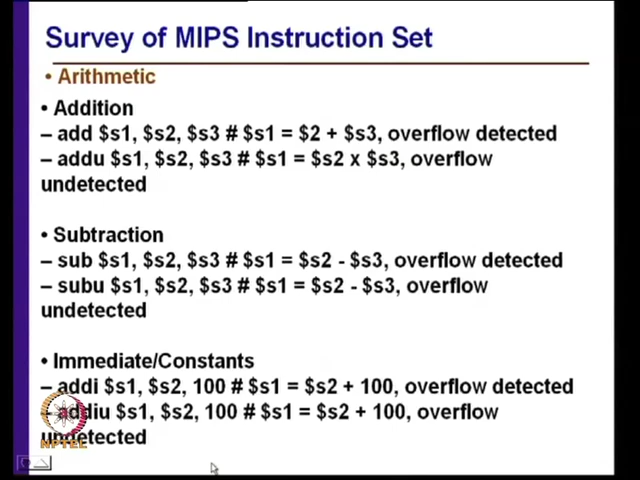 Survey of MIPS Instruction Set
• Arithmetic
• Addition
– add $s1, $s2, $s3 # $s1 = $2 + $s3, overflow detected
– addu $s1, $s2, $s3 # $s1 = $s2 x $s3, overflow
undetected
• Subtraction
– sub $s1, $s2, $s3 # $s1 = $s2 - $s3, overflow detected
– subu $s1, $s2, $s3 # $s1 = $s2 - $s3, overflow
undetected
• Immediate/Constants
– addi $s1, $s2, 100 # $s1 = $s2 + 100, overflow detected
– addiu $s1, $s2, 100 # $s1 = $s2 + 100, overflow
undetected
NPTEL